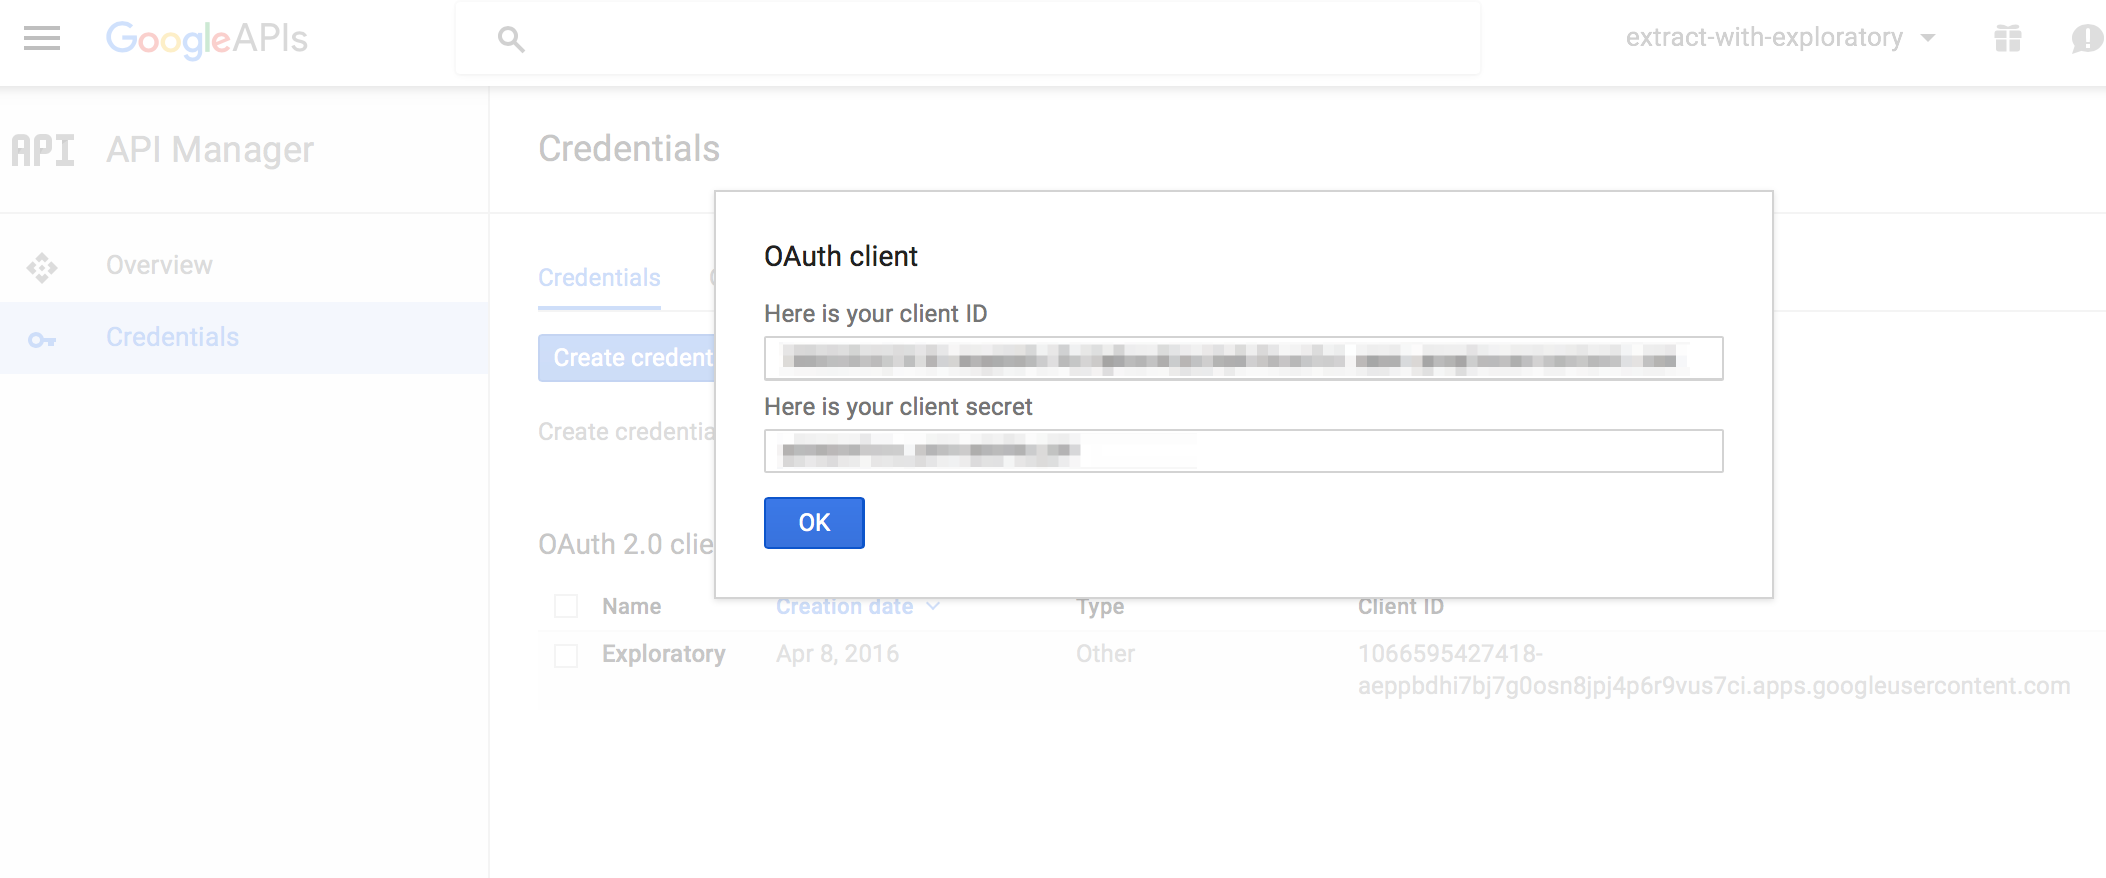 Google APIs
extract-with-exploratory
API API Manager
Credentials
Overview
Credentials
Credentials
Create credent
Create credentia
OAuth client
Here is your client ID
Here is your client secret
OK
OAuth 2.0 clie
Name Creation date Type Client ID
Exploratory Apr 8, 2016 Other 1066595427418-
aeppbdhi7bj7g0osn8jpj4p6r9vus7ci.apps.googleusercontent.com